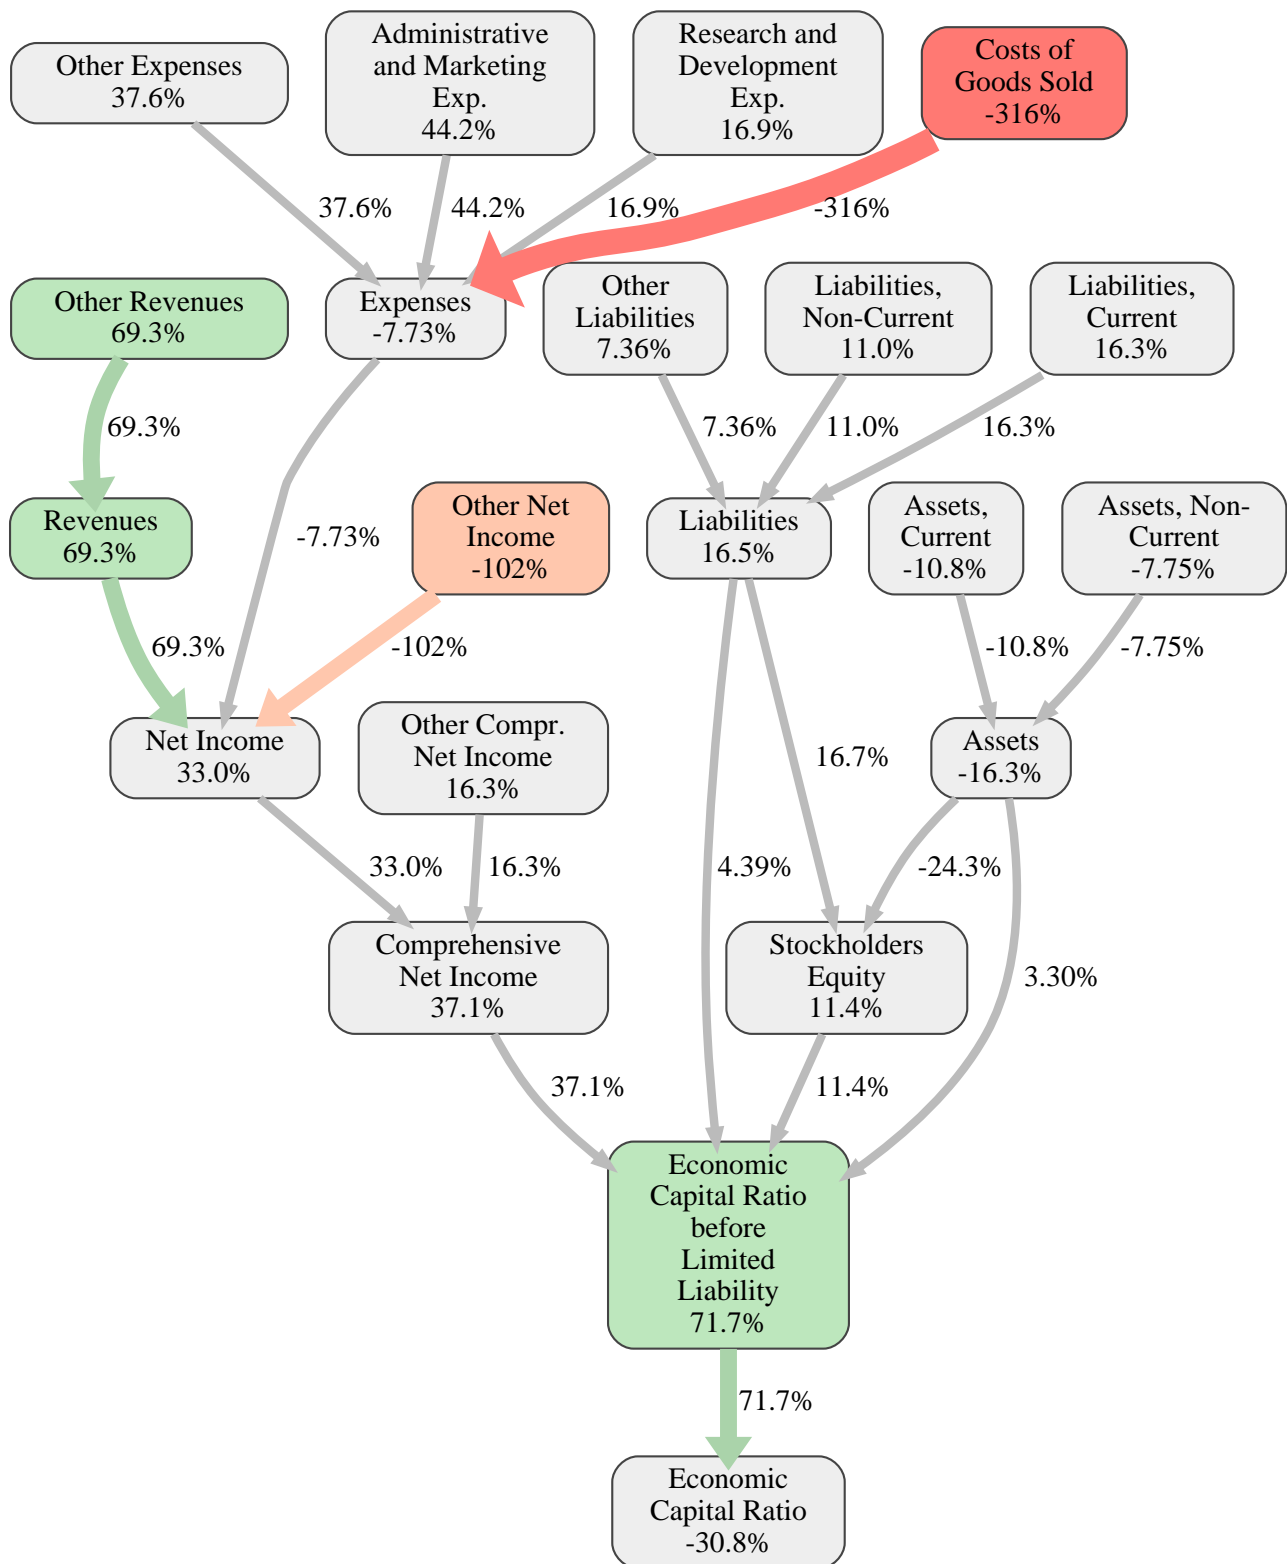 Other Expenses
37.6%
Administrative
and Marketing
Exp.
44.2%
Research and
Development
Exp.
16.9%
Costs of
Goods Sold
-316%
37.6%
44.2%
16.9%
-316%
Other Revenues
69.3%
Expenses
-7.73%
Other
Liabilities
7.36%
Liabilities,
Non-Current
11.0%
Liabilities,
Current
16.3%
69.3%
7.36%
11.0%
16.3%
Revenues
69.3%
-7.73%
Other Net
Income
-102%
Liabilities
16.5%
Assets,
Current
-10.8%
Assets, Non-
Current
-7.75%
69.3%
-102%
-10.8%
-7.75%
Net Income
33.0%
Other Compr.
Net Income
16.3%
16.7%
Assets
-16.3%
33.0%
16.3%
4.39%
-24.3%
Comprehensive
Net Income
37.1%
Stockholders
Equity
11.4%
3.30%
37.1%
11.4%
Economic
Capital Ratio
before
Limited
Liability
71.7%
71.7%
Economic
Capital Ratio
-30.8%